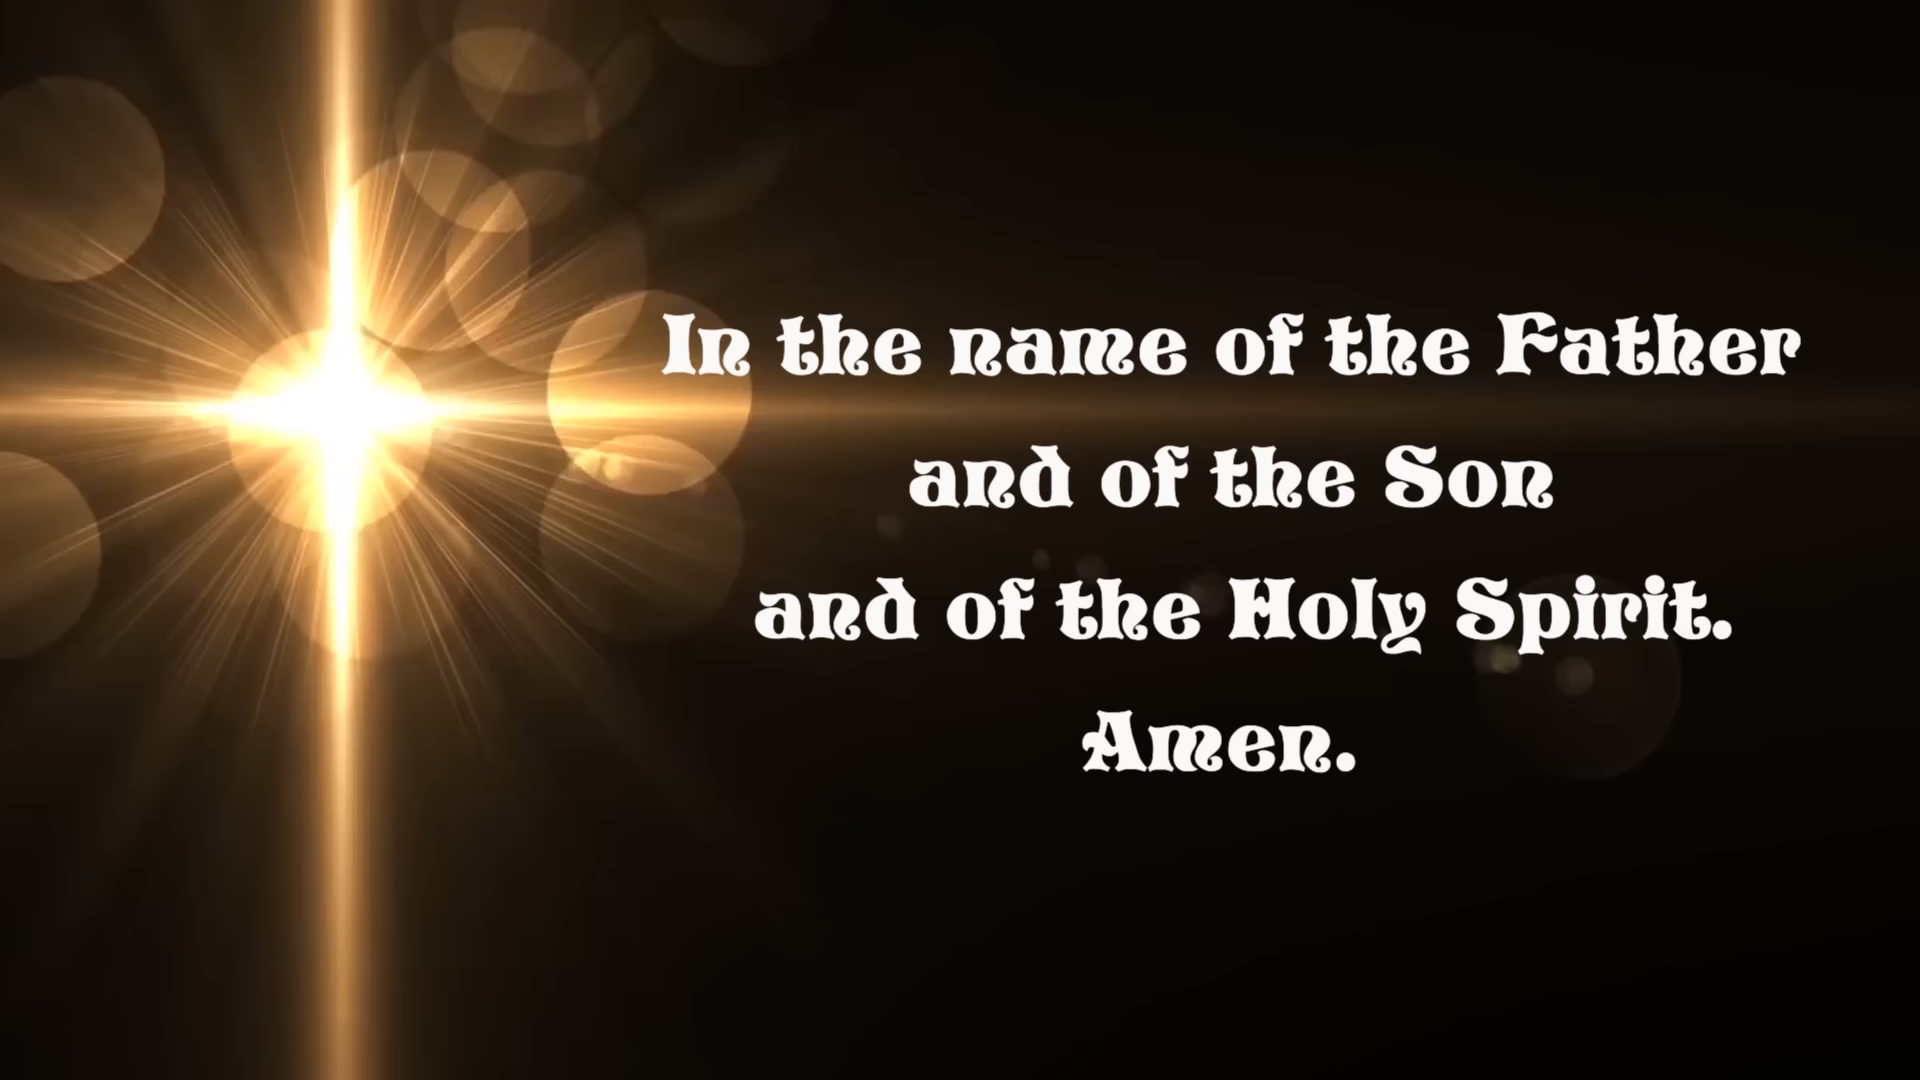 In the name of the Father
and of the Son
and of the Holy Spirit.
Amen.